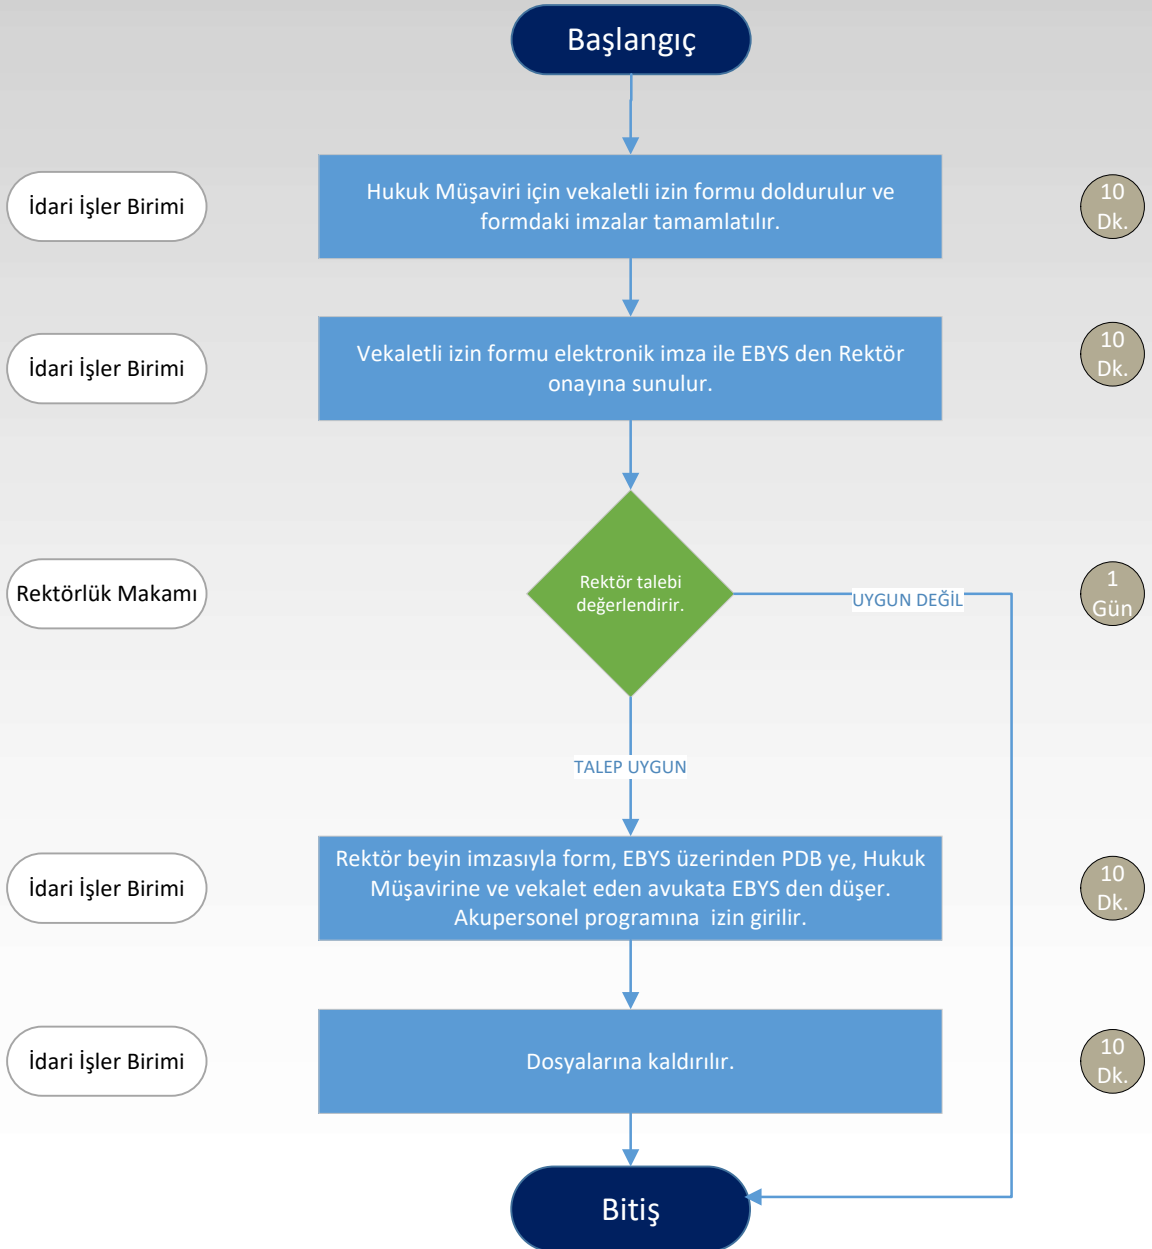 Başlangıç
İdari İşler Birimi
Hukuk Müşaviri için vekaletli izin formu doldurulur ve
formdaki imzalar tamamlatılır.
10
Dk.
İdari İşler Birimi
Vekaletli izin formu elektronik imza ile EBYS den Rektör
onayına sunulur.
10
Dk.
Rektörlük Makamı
Rektör talebi
değerlendirir.
UYGUN DEĞİL
1
Gün
TALEP UYGUN
İdari İşler Birimi
Rektör beyin imzasıyla form, EBYS üzerinden PDB ye, Hukuk
Müşavirine ve vekalet eden avukata EBYS den düşer.
Akupersonel programına  izin girilir.
10
Dk.
İdari İşler Birimi
Dosyalarına kaldırılır.
10
Dk.
Bitiş